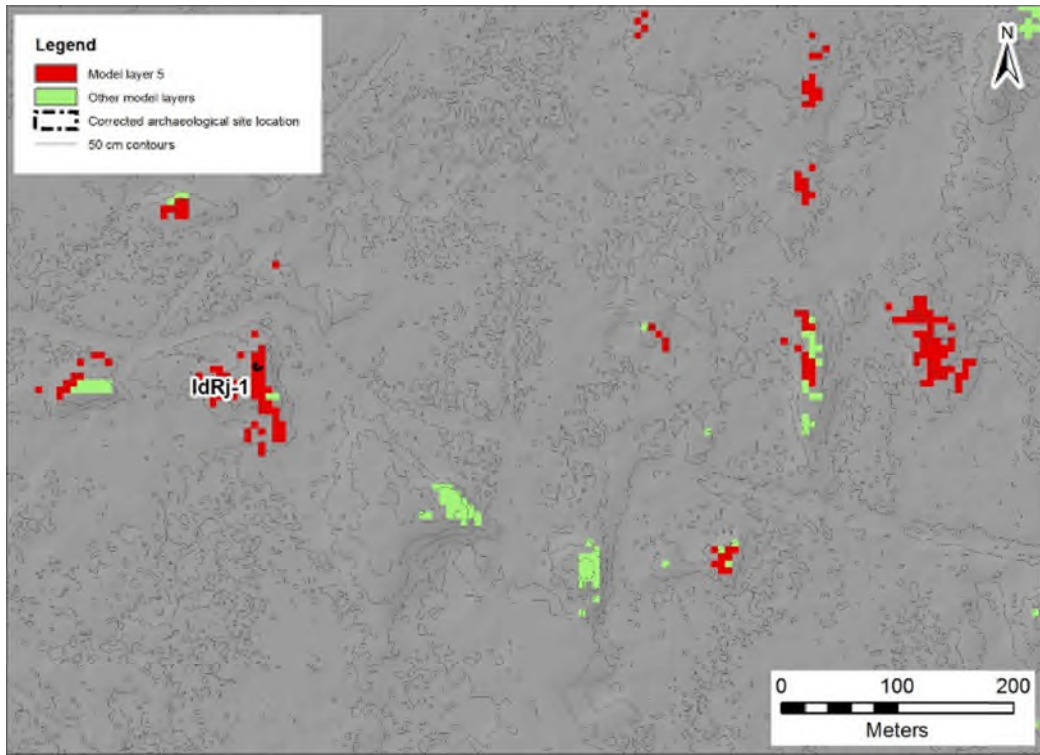 Legend
Model layer 5
Other model layers
Corrected archaeological site location
50 cm contours
N
IdRj-1
0 100 200
Meters